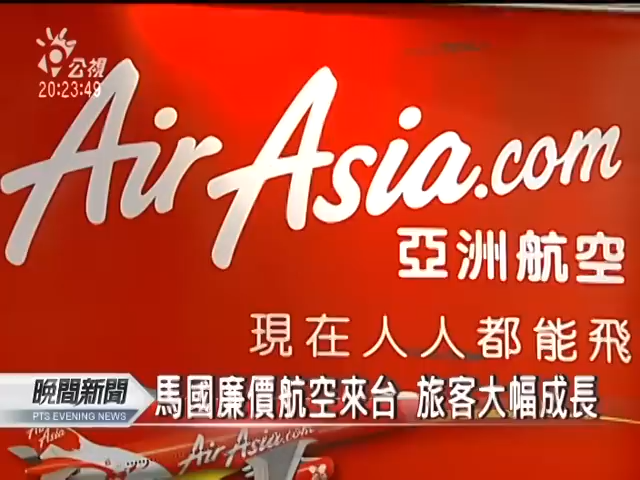 公視
20:23:49
AirAsia.com
亞洲航空
現在人人都能飛
晚間新聞
PTS EVENING NEWS
馬國廉價航空來台 旅客大幅成長
Air Asia
AirAsia.com